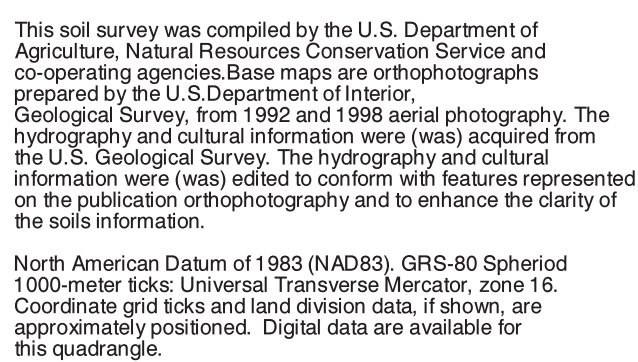 This soil survey was compiled by the U.S. Department of
Agriculture, Natural Resources Conservation Service and
co-operating agencies.Base maps are orthophotographs
prepared by the U.S.Department of Interior,
Geological Survey, from 1992 and 1998 aerial photography. The
hydrography and cultural information were (was) acquired from
the U.S. Geological Survey. The hydrography and cultural
information were (was) edited to conform with features represented
on the publication orthophotography and to enhance the clarity of
the soils information.

North American Datum of 1983 (NAD83). GRS-80 Spheriod
1000-meter ticks: Universal Transverse Mercator, zone 16.
Coordinate grid ticks and land division data, if shown, are
approximately positioned. Digital data are available for
this quadrangle.